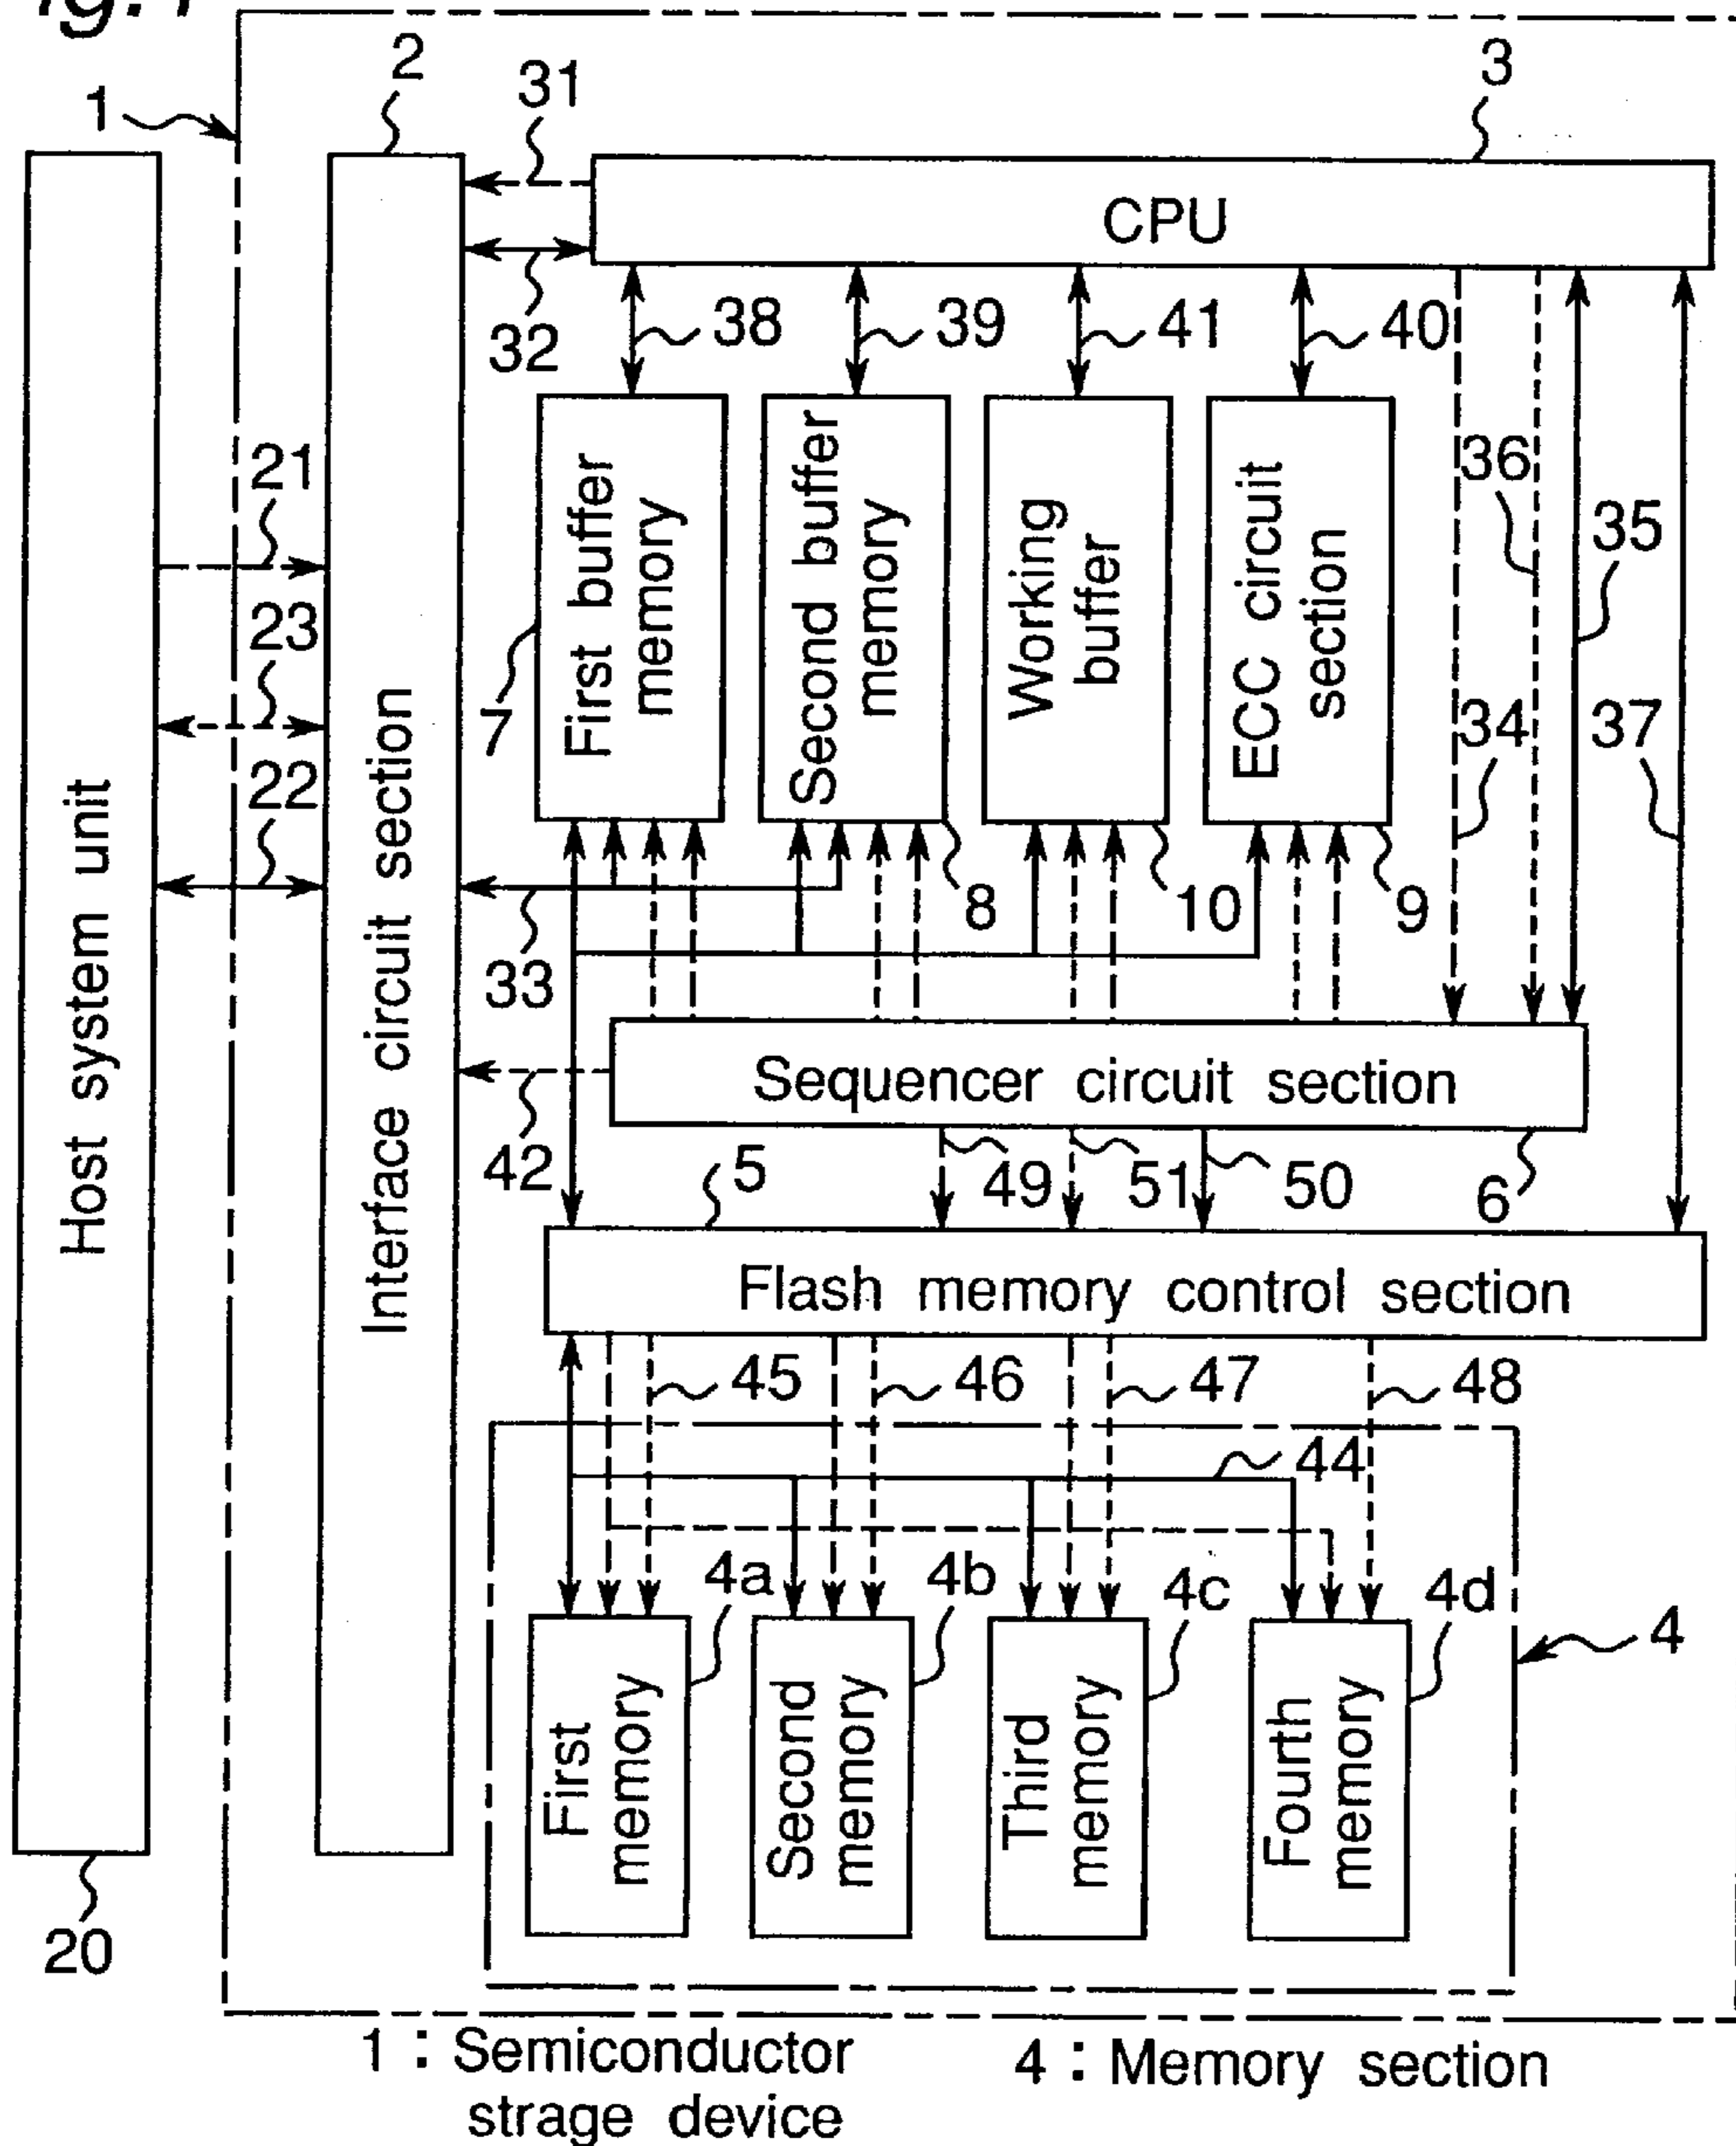 ig. 1
2
31
3
1
CPU
32
38
39
41
40
21
36
35
23
First buffer
memory
Second buffer
memory
Working
buffer
ECC circuit
section
7
34
37
22
8
10
9
33
Host system unit
Interface circuit section
Sequencer circuit section
42
5
49
51
50
6
Flash memory control section
45
46
47
48
44
4a
4b
4c
4d
4
First
memory
Second
memory
Third
memory
Fourth
memory
20
1 : Semiconductor
strage device
4 : Memory section